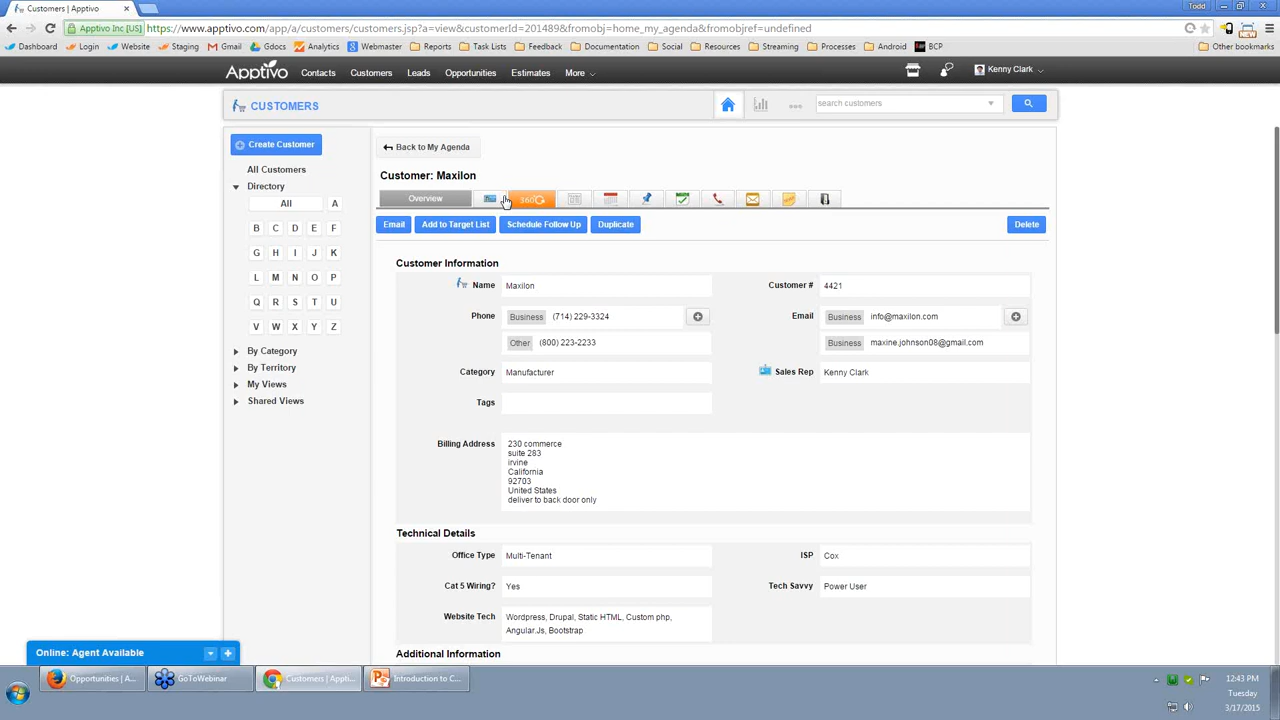 Customers | Apptivo
Todd
Apptivo Inc [US]
https://www.apptivo.com/app/a/customers/customers.jsp?a=view&customerId=201489&fromobj=home_my_agenda&fromobjref=undefined
Dashboard Login Website Staging Gmail Gdocs Analytics Webmaster Reports Task Lists Feedback Documentation Social Resources Streaming Processes Android BCP Other bookmarks
Apptivo Contacts Customers Leads Opportunities Estimates More Kenny Clark
CUSTOMERS search customers
Create Customer
Back to My Agenda
All Customers
Directory
All A
B C D E F
G H I J K
L M N O P
Q R S T U
V W X Y Z
By Category
By Territory
My Views
Shared Views
Customer: Maxilon
Overview 360
Email Add to Target List Schedule Follow Up Duplicate Delete
Customer Information
Name Maxilon Customer # 4421
Phone Business (714) 229-3324 Email Business info@maxilon.com
Other (800) 223-2233 Business maxine.johnson08@gmail.com
Category Manufacturer Sales Rep Kenny Clark
Tags
Billing Address 230 commerce
suite 283
irvine
California
92703
United States
deliver to back door only
Technical Details
Office Type Multi-Tenant ISP Cox
Cat 5 Wiring? Yes Tech Savvy Power User
Website Tech Wordpress, Drupal, Static HTML, Custom php,
Angular.Js, Bootstrap
Additional Information
Online: Agent Available
Opportunities | A... GoToWebinar Customers | Appti... Introduction to C...
12:43 PM
Tuesday
3/17/2015